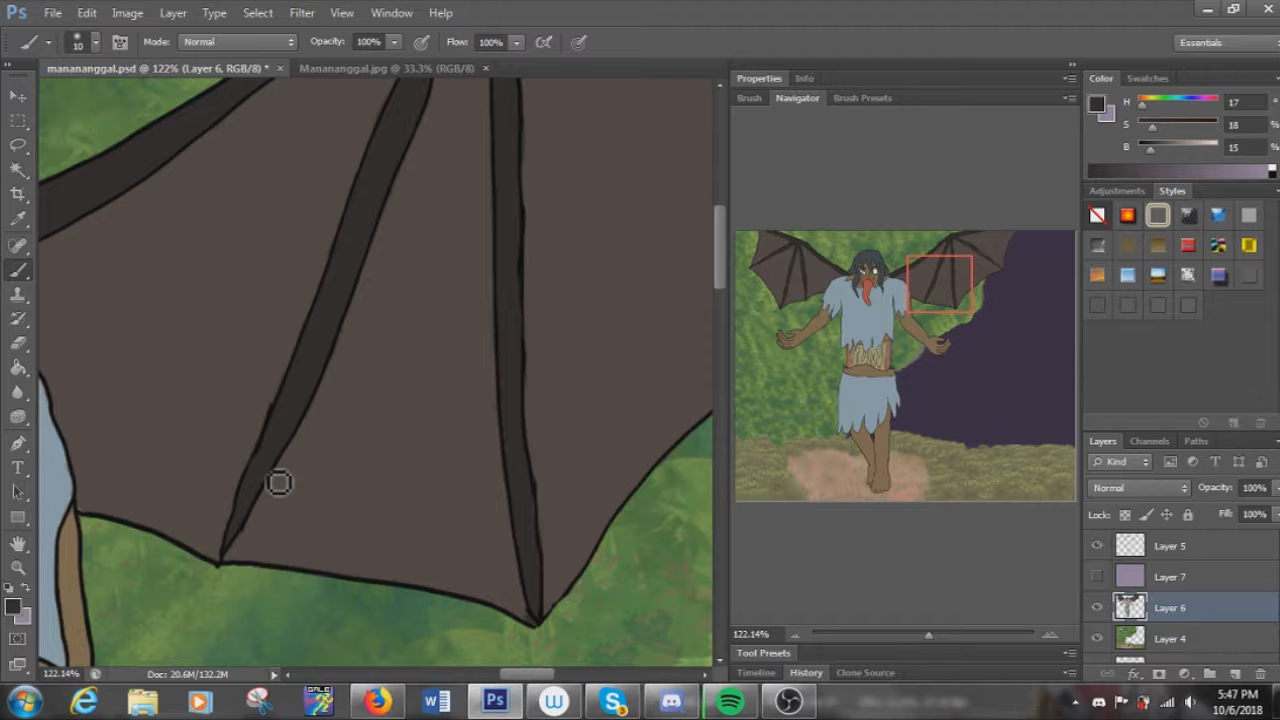 Ps File Edit Image Layer Type Select Filter View Window Help
10 Mode: Normal Opacity: 100% Flow: 100% Essentials
manananggal.psd @ 122% (Layer 6, RGB/8) * × Manananggal.jpg @ 33.3% (RGB/8) ×
Properties Info
Brush Navigator Brush Presets
Color Swatches
H 17 °
S 18 %
B 15 %
Adjustments Styles
Layers Channels Paths
Kind
Normal Opacity: 100%
Lock: Fill: 100%
Layer 5
Layer 7
Layer 6
Layer 4
122.14%
Tool Presets
Timeline History Clone Source
122.14% Doc: 20.6M/132.2M
5:47 PM
10/6/2018